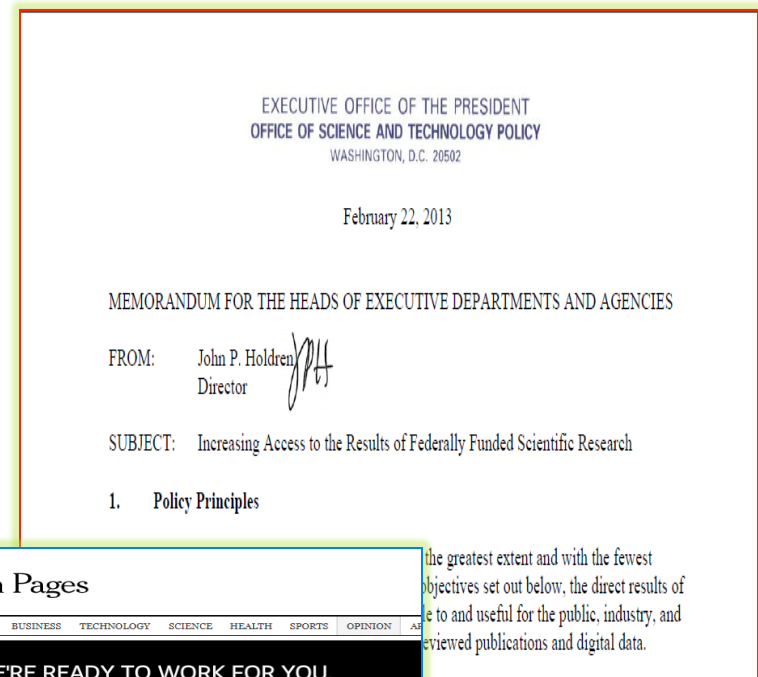 EXECUTIVE OFFICE OF THE PRESIDENT
OFFICE OF SCIENCE AND TECHNOLOGY POLICY
WASHINGTON, D.C. 20502
February 22, 2013
MEMORANDUM FOR THE HEADS OF EXECUTIVE DEPARTMENTS AND AGENCIES
FROM: John P. Holdren
Director
SUBJECT: Increasing Access to the Results of Federally Funded Scientific Research
1. Policy Principles
the greatest extent and with the fewest
objectives set out below, the direct results of
to and useful for the public, industry, and
publications and digital data.
Pages
BUSINESS TECHNOLOGY SCIENCE HEALTH SPORTS OPINION
READY TO WORK FOR YOU